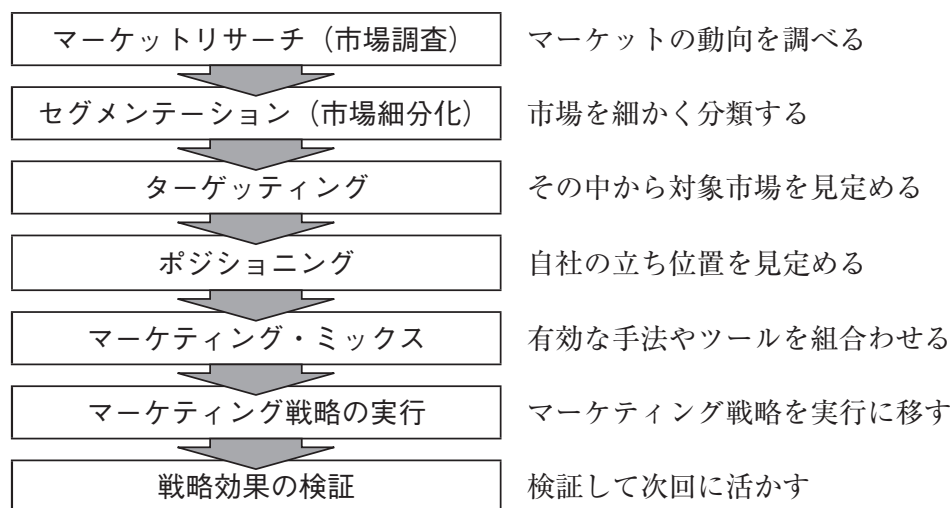 マーケットリサーチ（市場調査） マーケットの動向を調べる
セグメンテーション（市場細分化） 市場を細かく分類する
ターゲッティング その中から対象市場を見定める
ポジショニング 自社の立ち位置を見定める
マーケティング・ミックス 有効な手法やツールを組合わせる
マーケティング戦略の実行 マーケティング戦略を実行に移す
戦略効果の検証 検証して次回に活かす